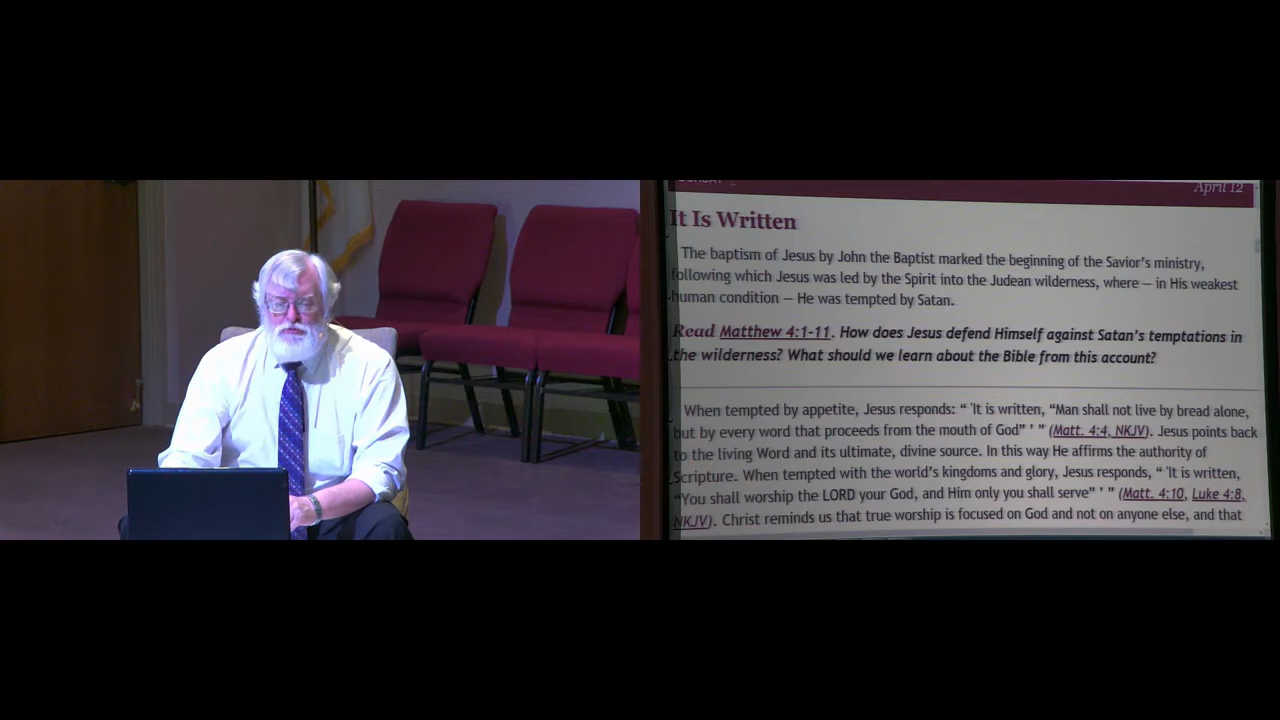 April 12
It Is Written
The baptism of Jesus by John the Baptist marked the beginning of the Savior's ministry,
following which Jesus was led by the Spirit into the Judean wilderness, where — in His weakest
human condition — He was tempted by Satan.
Read Matthew 4:1-11. How does Jesus defend Himself against Satan's temptations in
the wilderness? What should we learn about the Bible from this account?
When tempted by appetite, Jesus responds: “ 'It is written, “Man shall not live by bread alone,
but by every word that proceeds from the mouth of God” ' ” (Matt. 4:4, NKJV). Jesus points back
to the living Word and its ultimate, divine source. In this way He affirms the authority of
Scripture. When tempted with the world's kingdoms and glory, Jesus responds, “ 'It is written,
“You shall worship the LORD your God, and Him only you shall serve” ' ” (Matt. 4:10, Luke 4:8,
NKJV). Christ reminds us that true worship is focused on God and not on anyone else, and that